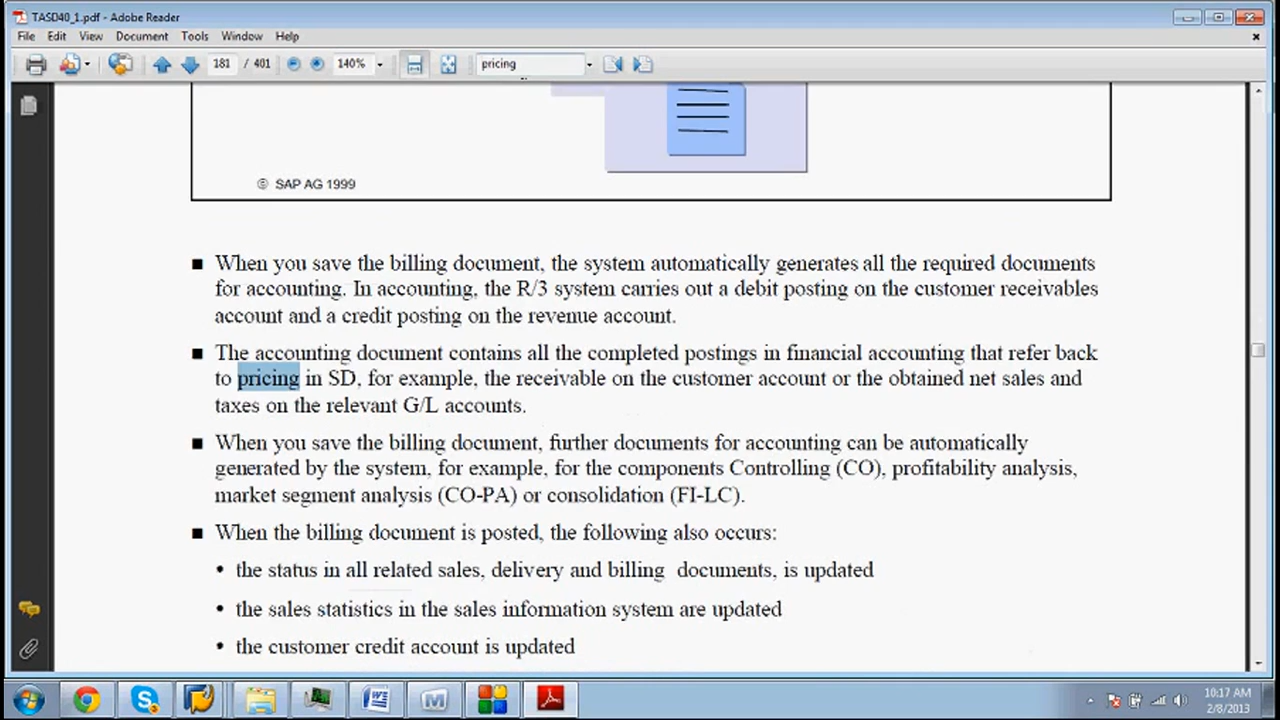 TASD40_1.pdf - Adobe Reader
File Edit View Document Tools Window Help
181 / 401 140% pricing
© SAP AG 1999
■ When you save the billing document, the system automatically generates all the required documents
for accounting. In accounting, the R/3 system carries out a debit posting on the customer receivables
account and a credit posting on the revenue account.
■ The accounting document contains all the completed postings in financial accounting that refer back
to pricing in SD, for example, the receivable on the customer account or the obtained net sales and
taxes on the relevant G/L accounts.
■ When you save the billing document, further documents for accounting can be automatically
generated by the system, for example, for the components Controlling (CO), profitability analysis,
market segment analysis (CO-PA) or consolidation (FI-LC).
■ When the billing document is posted, the following also occurs:
• the status in all related sales, delivery and billing documents, is updated
• the sales statistics in the sales information system are updated
• the customer credit account is updated
10:17 AM
2/8/2013